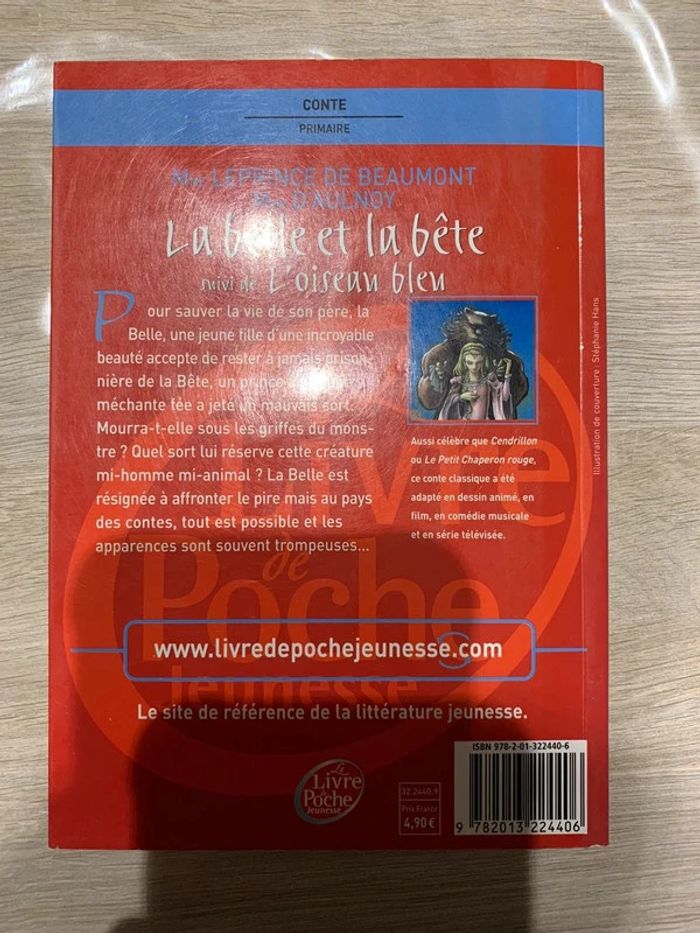 CONTE
PRIMAIRE
Mme LEPRINCE DE BEAUMONT
Mme D'AULNOY
La belle et la bête
suivi de L'oiseau bleu
Pour sauver la vie de son père, la
Belle, une jeune fille d'une incroyable
beauté accepte de rester à jamais prison-
nière de la Bête, un prince à
méchante fée a jeté un mauvais sort.
Mourra-t-elle sous les griffes du mons-
tre ? Quel sort lui réserve cette créature
mi-homme mi-animal ? La Belle est
résignée à affronter le pire mais au pays
des contes, tout est possible et les
apparences sont souvent trompeuses...
Aussi célèbre que Cendrillon
ou Le Petit Chaperon rouge,
ce conte classique a été
adapté en dessin animé, en
film, en comédie musicale
et en série télévisée.
Illustration de couverture : Stéphanie Hans
Livre
de
Poche
Jeunesse
www.livredepochejeunesse.com
Le site de référence de la littérature jeunesse.
Le
Livre
de
Poche
Jeunesse
32.2440.9
Prix France
4,90 €
ISBN 978-2-01-322440-6
9 782013 224406